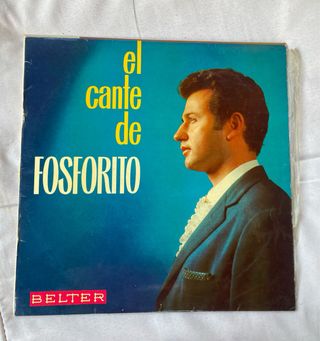 el
cante
de
FOSFORITO
BELTER